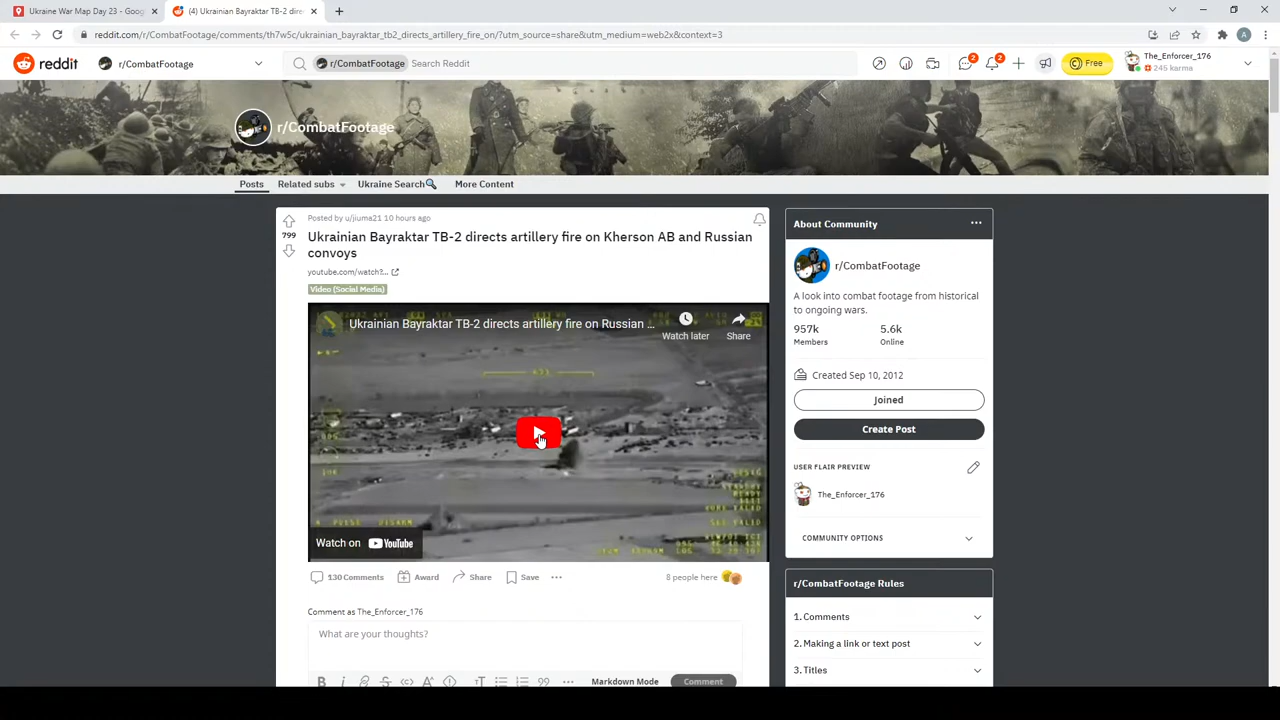 Ukraine War Map Day 23 - Goog
(4) Ukrainian Bayraktar TB-2 dire
reddit.com/r/CombatFootage/comments/th7w5c/ukrainian_bayraktar_tb2_directs_artillery_fire_on/?utm_source=share&utm_medium=web2x&context=3
A
reddit
r/CombatFootage
r/CombatFootage
Search Reddit
2
2
Free
The_Enforcer_176
245 karma
r/CombatFootage
Posts
Related subs
Ukraine Search
More Content
Posted by u/jiuma21 10 hours ago
799
Ukrainian Bayraktar TB-2 directs artillery fire on Kherson AB and Russian
convoys
youtube.com/watch?...
Video (Social Media)
Ukrainian Bayraktar TB-2 directs artillery fire on Russian ...
Watch later
Share
Watch on YouTube
130 Comments
Award
Share
Save
8 people here
Comment as The_Enforcer_176
What are your thoughts?
Markdown Mode
Comment
About Community
r/CombatFootage
A look into combat footage from historical
to ongoing wars.
957k
5.6k
Members
Online
Created Sep 10, 2012
Joined
Create Post
USER FLAIR PREVIEW
The_Enforcer_176
COMMUNITY OPTIONS
r/CombatFootage Rules
1. Comments
2. Making a link or text post
3. Titles